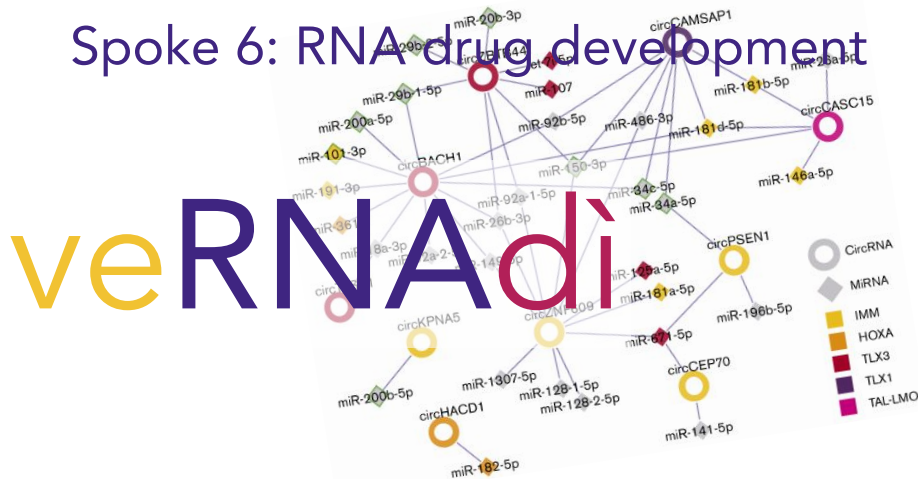 Spoke 6: RNA drug development
veRNAdì
miR-20b-3p
circCAMSAP1
miR-29b-1-5p
miR-107
miR-181b-5p
circCASC15
miR-200a-5p
miR-92b-5p
miR-486-3p
miR-181d-5p
miR-101-3p
circBACH1
miR-150-3p
miR-146a-5p
miR-191-3p
miR-92a-1-5p
miR-34c-5p
miR-34a-5p
miR-26b-3p
circPSEN1
CircRNA
MiRNA
miR-181a-5p
miR-196b-5p
IMM
HOXA
TLX3
TLX1
TAL-LMO
circKPNA5
miR-1307-5p
miR-128-1-5p
miR-128-2-5p
circCEP70
miR-200b-5p
circHACD1
miR-141-5p
miR-182-5p